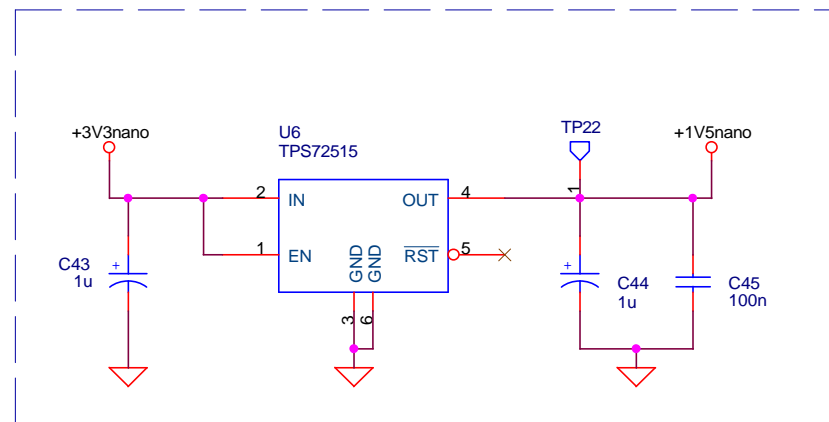 +3V3nano
U6
TPS72515
TP22
+1V5nano
2
IN
OUT
4
1
1
EN
GND
GND
RST
5
C43
1u
3
6
C44
1u
C45
100n
+
+